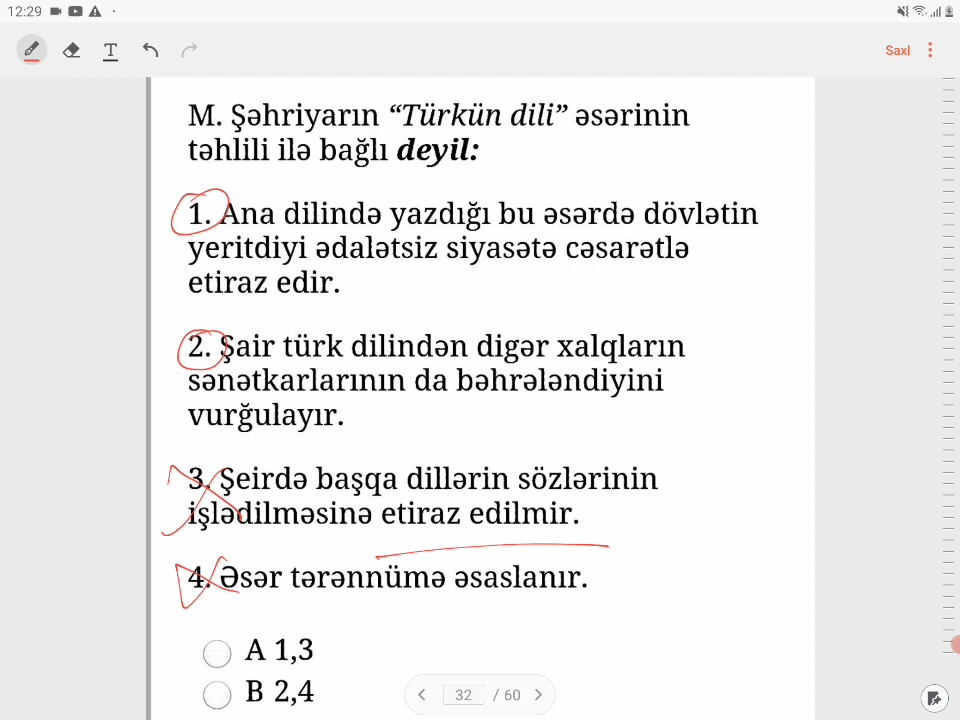 12:29
T
Saxl
M. Şəhriyarın “Türkün dili” əsərinin
təhlili ilə bağlı deyil:
1. Ana dilində yazdığı bu əsərdə dövlətin
yeritdiyi ədalətsiz siyasətə cəsarətlə
etiraz edir.
2. Şair türk dilindən digər xalqların
sənətkarlarının da bəhrələndiyini
vurğulayır.
3. Şeirdə başqa dillərin sözlərinin
işlədilməsinə etiraz edilmir.
4. Əsər tərənnümə əsaslanır.
A 1,3
B 2,4
32 / 60